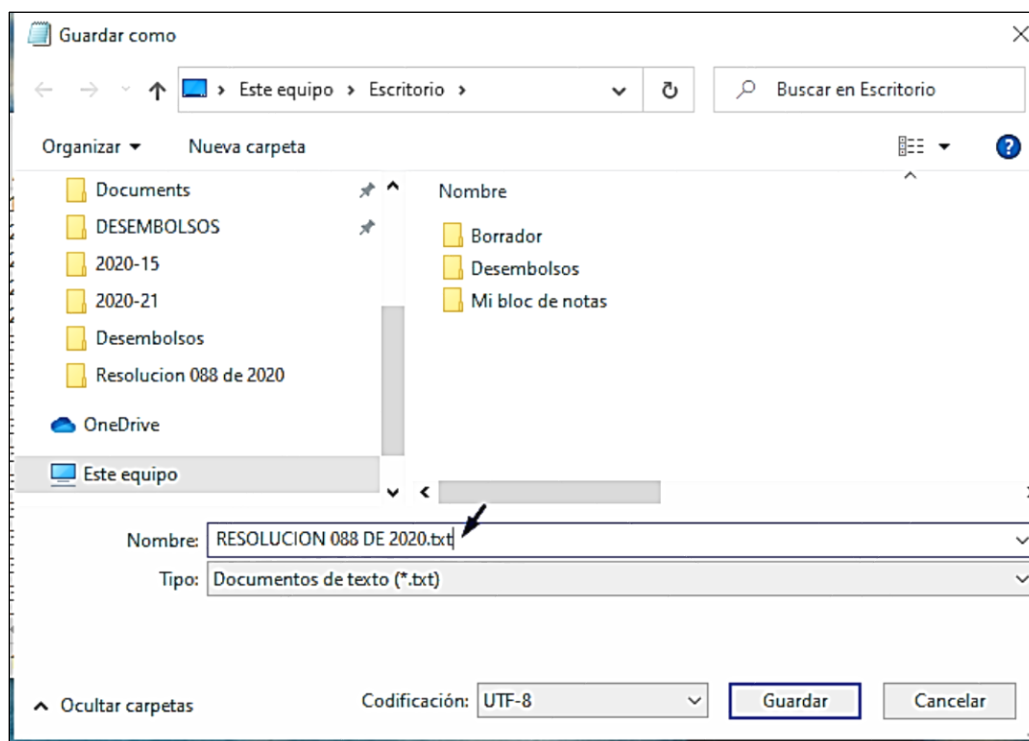 Guardar como
Este equipo > Escritorio >
Buscar en Escritorio
Organizar
Nueva carpeta
Documents
DESEMBOLSOS
2020-15
2020-21
Desembolsos
Resolucion 088 de 2020
OneDrive
Este equipo
Nombre
Borrador
Desembolsos
Mi bloc de notas
Nombre: RESOLUCION 088 DE 2020.txt
Tipo: Documentos de texto (*.txt)
Ocultar carpetas
Codificación: UTF-8
Guardar
Cancelar